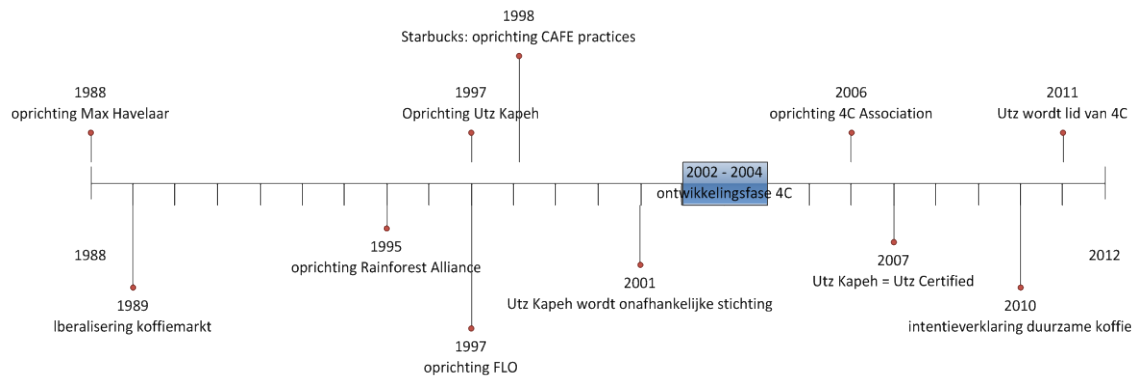 1998
Starbucks: oprichting CAFE practices
1988
oprichting Max Havelaar
1997
Oprichting Utz Kapeh
2006
oprichting 4C Association
2011
Utz wordt lid van 4C
2002 - 2004
ontwikkelingsfase 4C
1988
2012
1995
oprichting Rainforest Alliance
2001
Utz Kapeh wordt onafhankelijke stichting
2007
Utz Kapeh = Utz Certified
1989
lberalisering koffiemarkt
2010
intentieverklaring duurzame koffie
1997
oprichting FLO